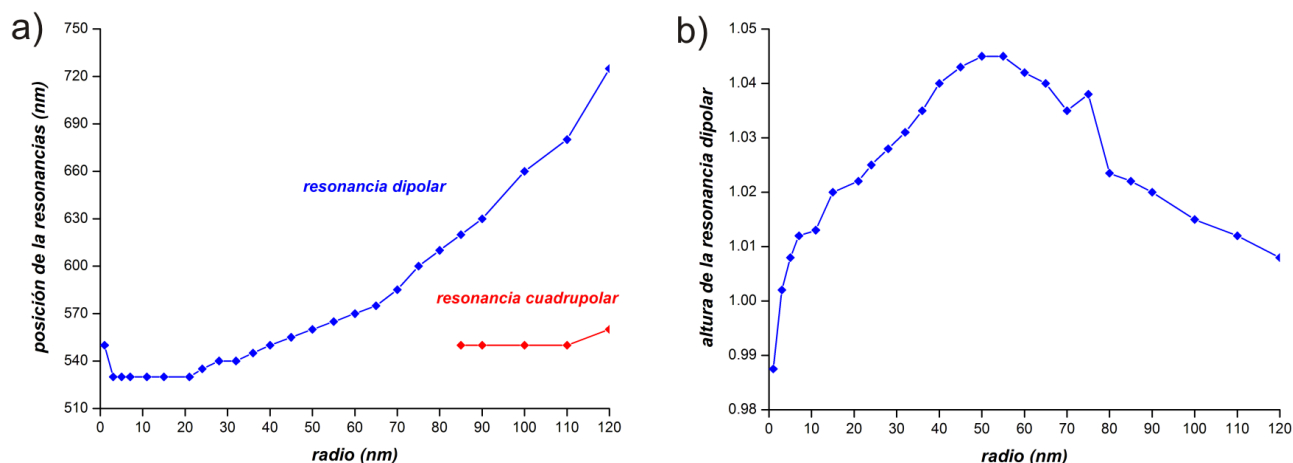 a)
posición de la resonancias (nm)
750
720
690
660
630
600
570
540
510
resonancia dipolar
resonancia cuadrupolar
0 10 20 30 40 50 60 70 80 90 100 110 120
radio (nm)
b)
altura de la resonancia dipolar
1.05
1.04
1.03
1.02
1.01
1.00
0.99
0.98
0 10 20 30 40 50 60 70 80 90 100 110 120
radio (nm)